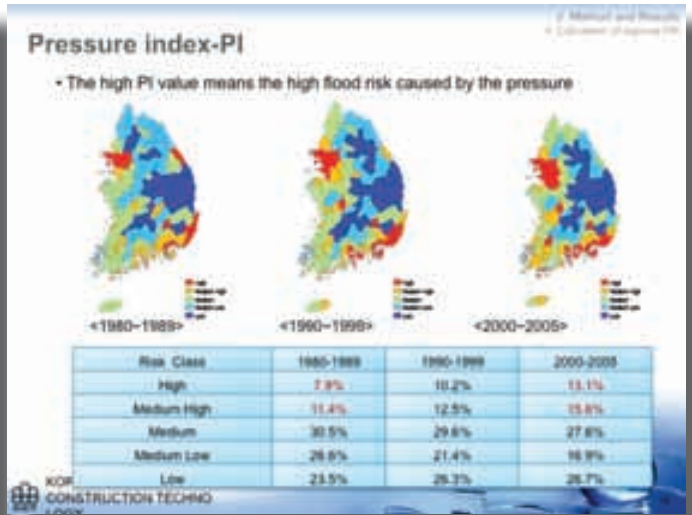 Pressure index-PI
• The high PI value means the high flood risk caused by the pressure
<1980~1989>
<1990~1999>
<2000~2005>
Risk Class 1980-1989 1990-1999 2000-2005
High 7.9% 10.2% 13.1%
Medium High 11.4% 12.5% 15.6%
Medium 30.5% 29.6% 27.6%
Medium Low 26.6% 21.4% 16.9%
Low 23.5% 26.3% 26.7%
KOR
CONSTRUCTION TECHNO
LOGY